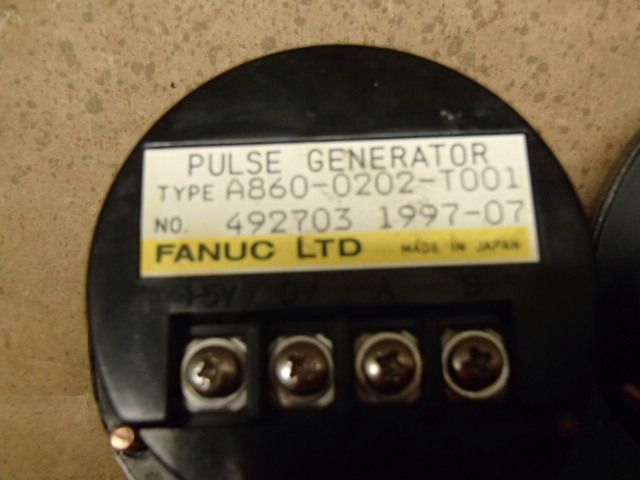 PULSE GENERATOR
TYPE A860-0202-T001
NO. 492703 1997-07
FANUC LTD MADE IN JAPAN
+5V 0V A B